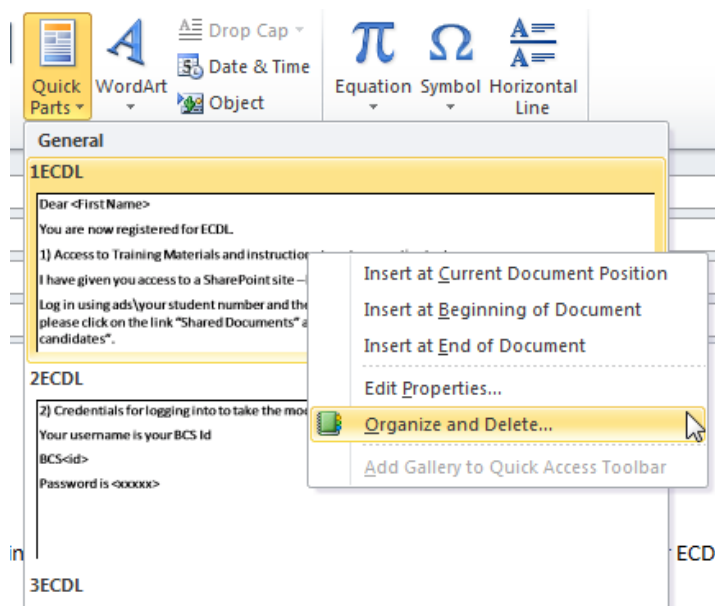 Drop Cap
Date & Time
Object
Quick
Parts
WordArt
Equation
Symbol
Horizontal
Line
General
1ECDL
Dear <First Name>
You are now registered for ECDL.
1) Access to Training Materials and instruction
I have given you access to a SharePoint site –
Log in using ads\your student number and the
please click on the link "Shared Documents" a
candidates".
Insert at Current Document Position
Insert at Beginning of Document
Insert at End of Document
Edit Properties...
Organize and Delete...
Add Gallery to Quick Access Toolbar
2ECDL
2) Credentials for logging into to take the mo
Your username is your BCS Id
BCS<id>
Password is <xxxxx>
in
ECD
3ECDL